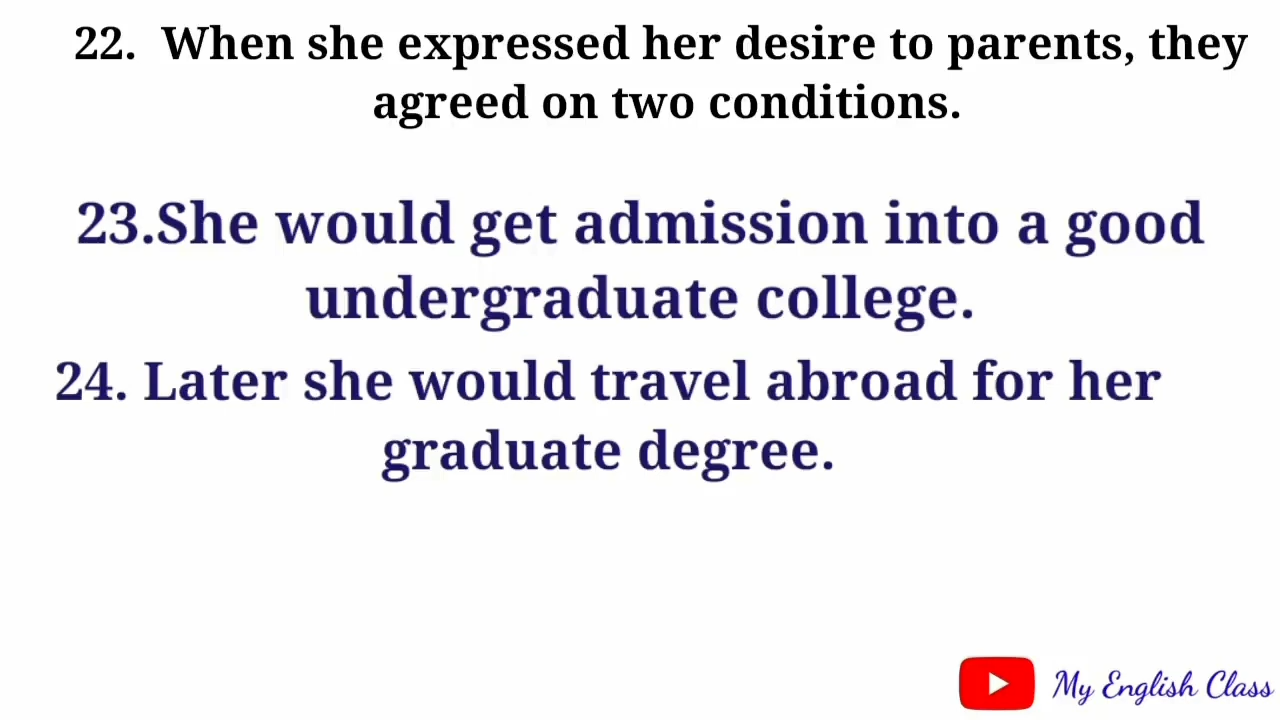 22. When she expressed her desire to parents, they
agreed on two conditions.
23.She would get admission into a good
undergraduate college.
24. Later she would travel abroad for her
graduate degree.
My English Class